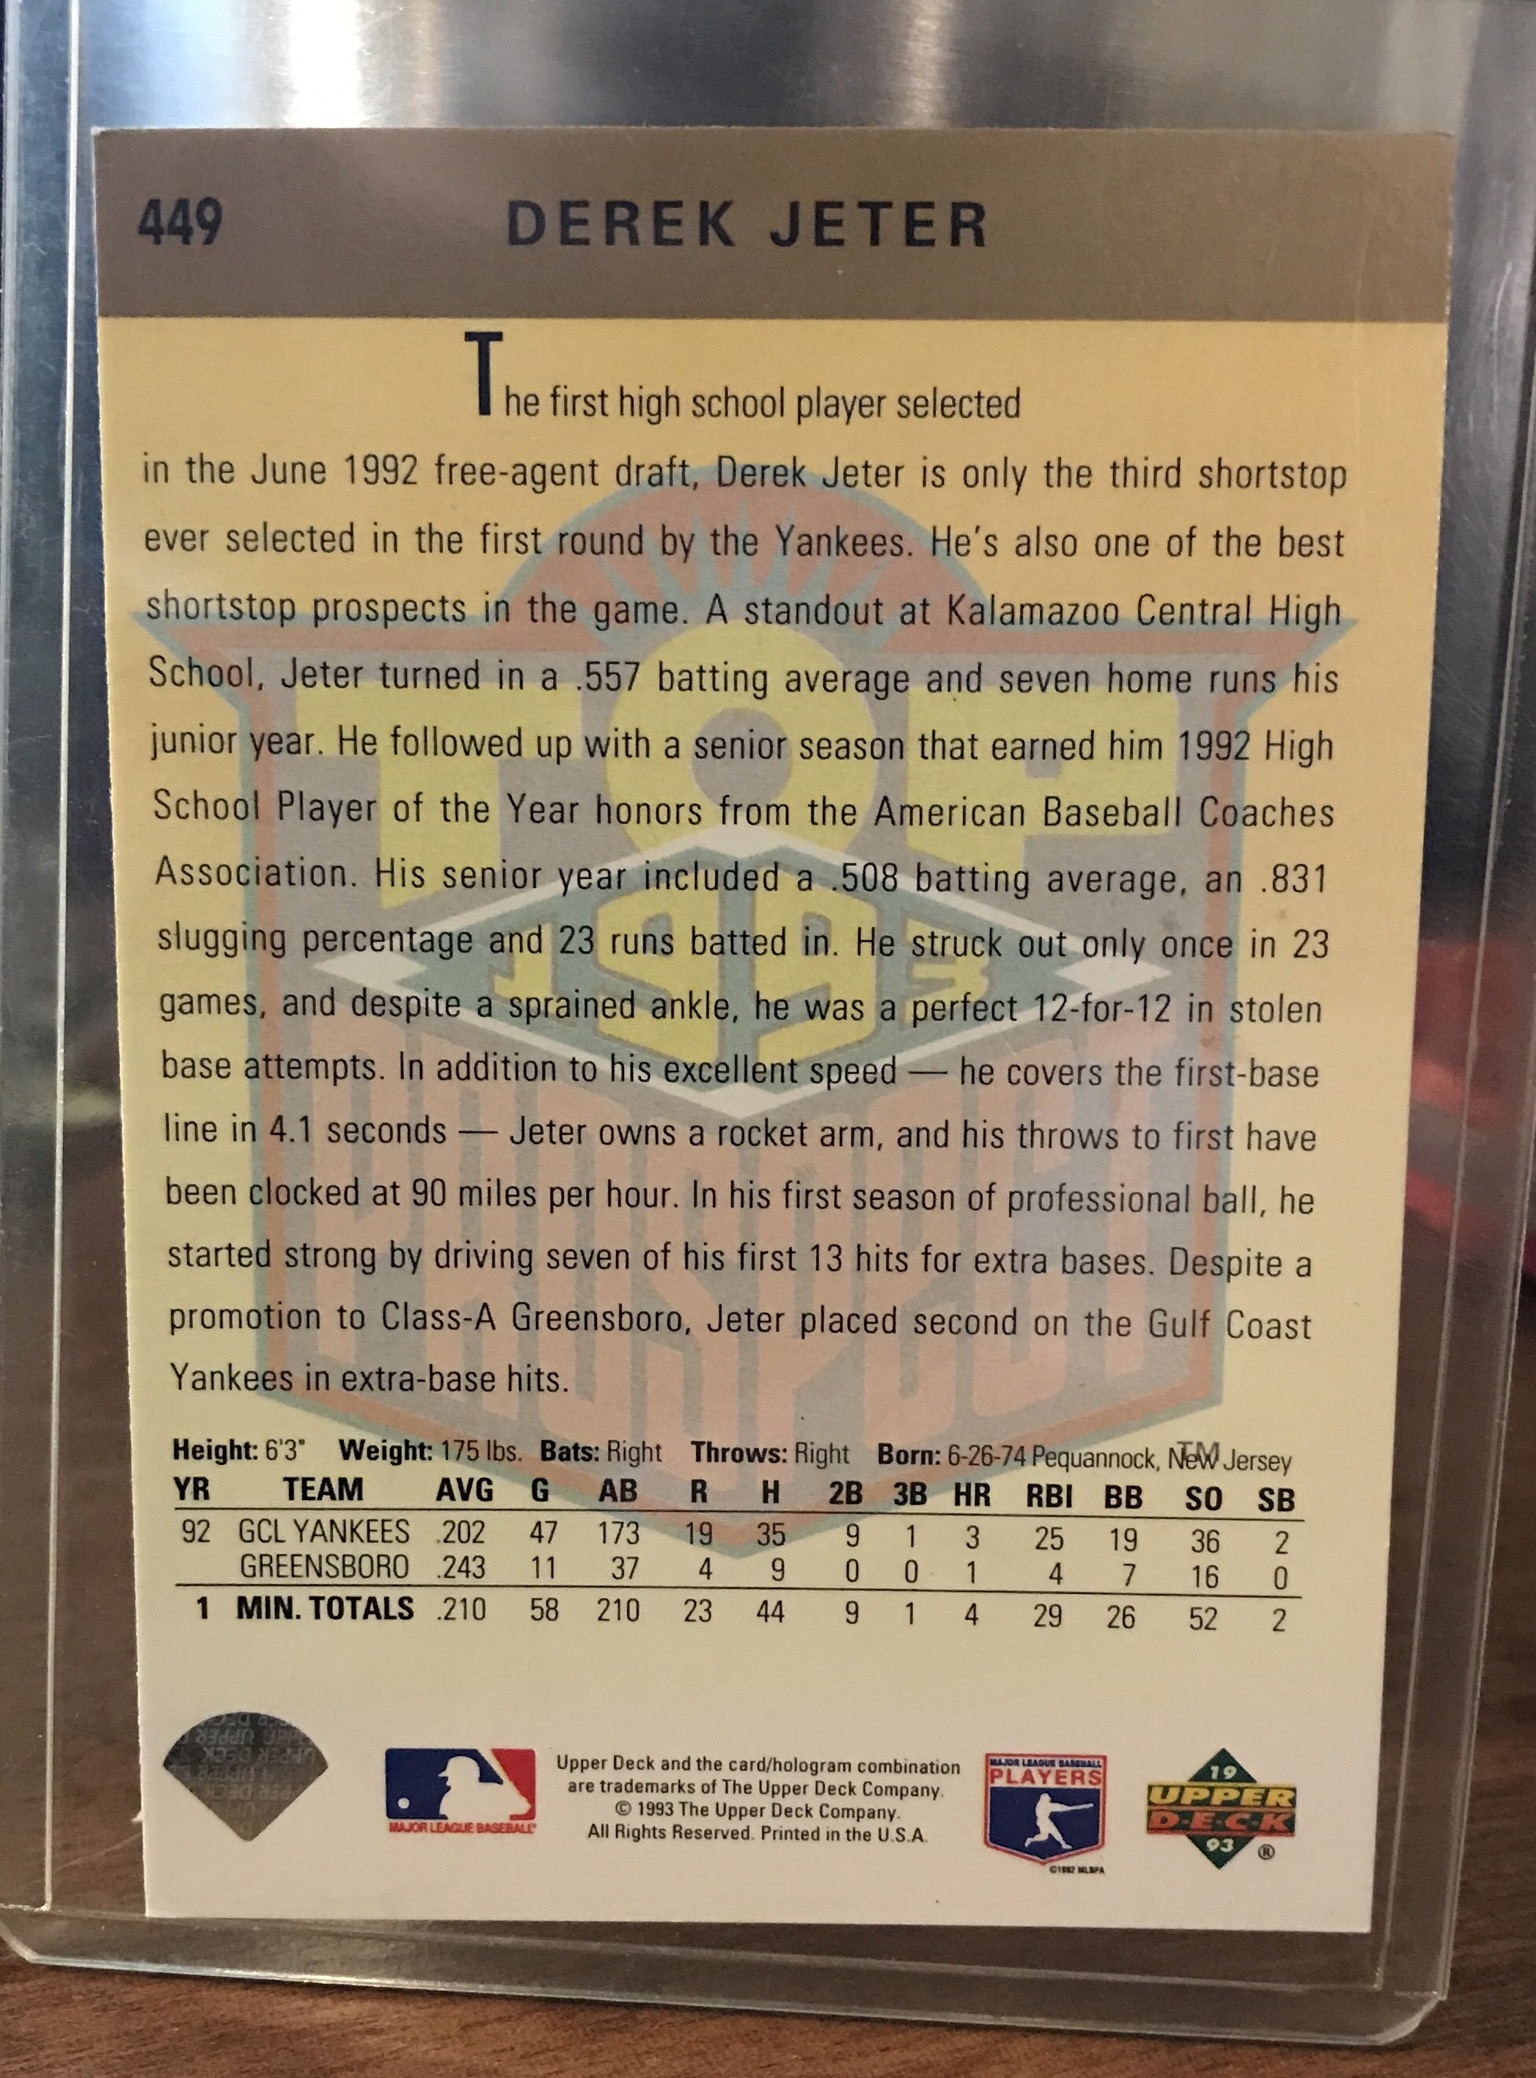 449 DEREK JETER
The first high school player selected
in the June 1992 free-agent draft, Derek Jeter is only the third shortstop
ever selected in the first round by the Yankees. He's also one of the best
shortstop prospects in the game. A standout at Kalamazoo Central High
School, Jeter turned in a .557 batting average and seven home runs his
junior year. He followed up with a senior season that earned him 1992 High
School Player of the Year honors from the American Baseball Coaches
Association. His senior year included a .508 batting average, an .831
slugging percentage and 23 runs batted in. He struck out only once in 23
games, and despite a sprained ankle, he was a perfect 12-for-12 in stolen
base attempts. In addition to his excellent speed — he covers the first-base
line in 4.1 seconds — Jeter owns a rocket arm, and his throws to first have
been clocked at 90 miles per hour. In his first season of professional ball, he
started strong by driving seven of his first 13 hits for extra bases. Despite a
promotion to Class-A Greensboro, Jeter placed second on the Gulf Coast
Yankees in extra-base hits.
TOP
1993
PROSPECT
TM
Height: 6'3" Weight: 175 lbs. Bats: Right Throws: Right Born: 6-26-74 Pequannock, New Jersey
YR TEAM AVG G AB R H 2B 3B HR RBI BB SO SB
92 GCL YANKEES .202 47 173 19 35 9 1 3 25 19 36 2
GREENSBORO .243 11 37 4 9 0 0 1 4 7 16 0
1 MIN. TOTALS .210 58 210 23 44 9 1 4 29 26 52 2
UPPER DECK
MAJOR LEAGUE BASEBALL
Upper Deck and the card/hologram combination
are trademarks of The Upper Deck Company.
© 1993 The Upper Deck Company.
All Rights Reserved. Printed in the U.S.A.
MAJOR LEAGUE BASEBALL
PLAYERS
©1992 MLBPA
19
UPPER
D·E·C·K
93 ®